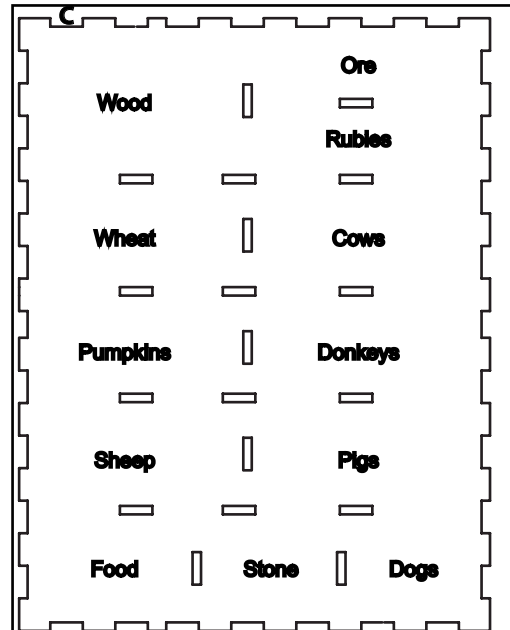 C
Ore
Wood
Rubies
Wheat Cows
Pumpkins Donkeys
Sheep Pigs
Food Stone Dogs